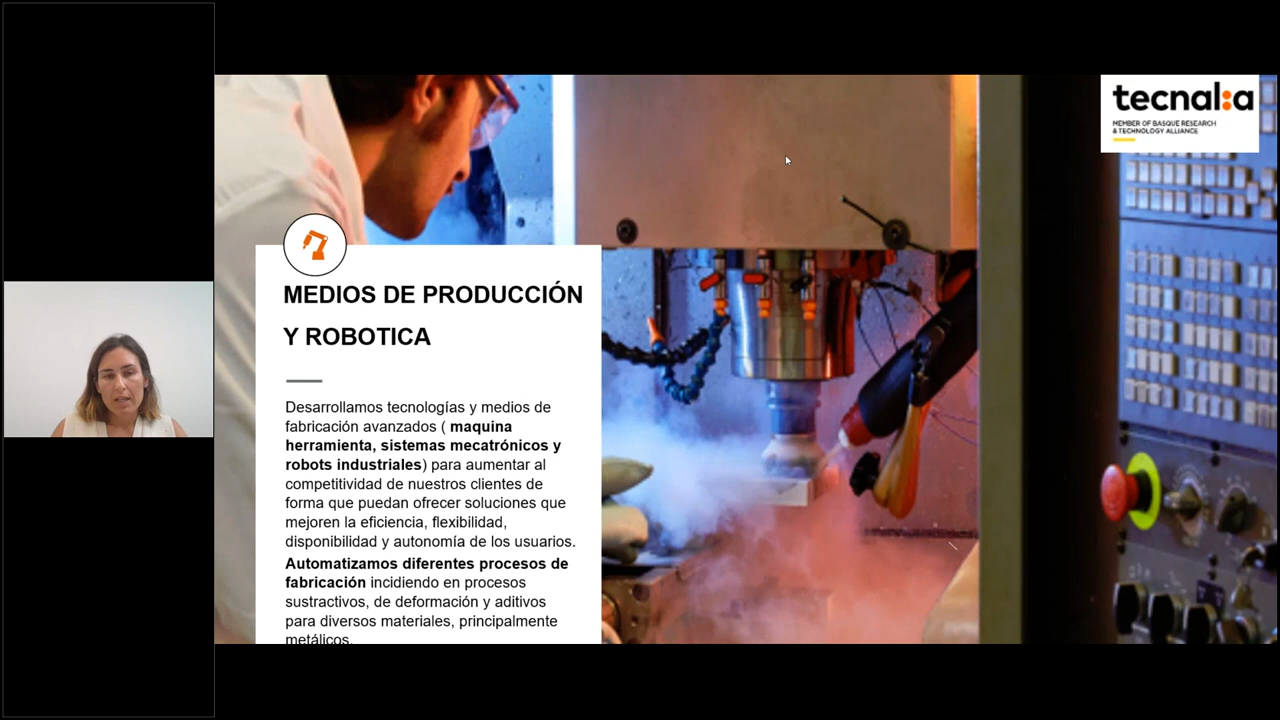 tecnal:a
MEMBER OF BASQUE RESEARCH
& TECHNOLOGY ALLIANCE
MEDIOS DE PRODUCCIÓN
Y ROBOTICA
Desarrollamos tecnologías y medios de
fabricación avanzados ( maquina
herramienta, sistemas mecatrónicos y
robots industriales) para aumentar al
competitividad de nuestros clientes de
forma que puedan ofrecer soluciones que
mejoren la eficiencia, flexibilidad,
disponibilidad y autonomía de los usuarios.
Automatizamos diferentes procesos de
fabricación incidiendo en procesos
sustractivos, de deformación y aditivos
para diversos materiales, principalmente
metálicos.